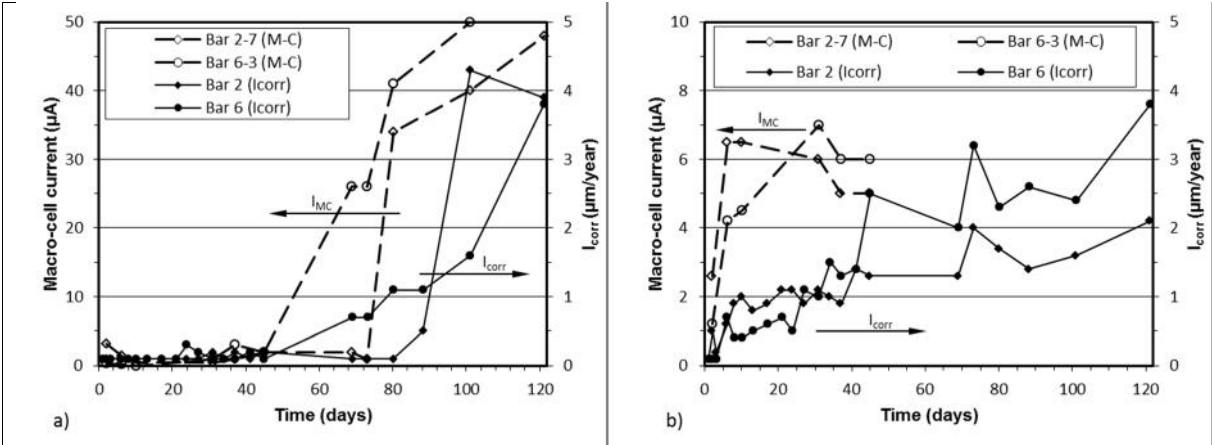 50
40
30
20
10
0
Macro-cell current (µA)
Bar 2-7 (M-C)
Bar 6-3 (M-C)
Bar 2 (Icorr)
Bar 6 (Icorr)
IMC
Icorr
5
4
3
2
1
0
Icorr (µm/year)
0 20 40 60 80 100 120
Time (days)
a)
10
8
6
4
2
0
Macro-cell current (µA)
Bar 2-7 (M-C) Bar 6-3 (M-C)
Bar 2 (Icorr) Bar 6 (Icorr)
IMC
Icorr
5
4
3
2
1
0
Icorr (µm/year)
0 20 40 60 80 100 120
Time (days)
b)